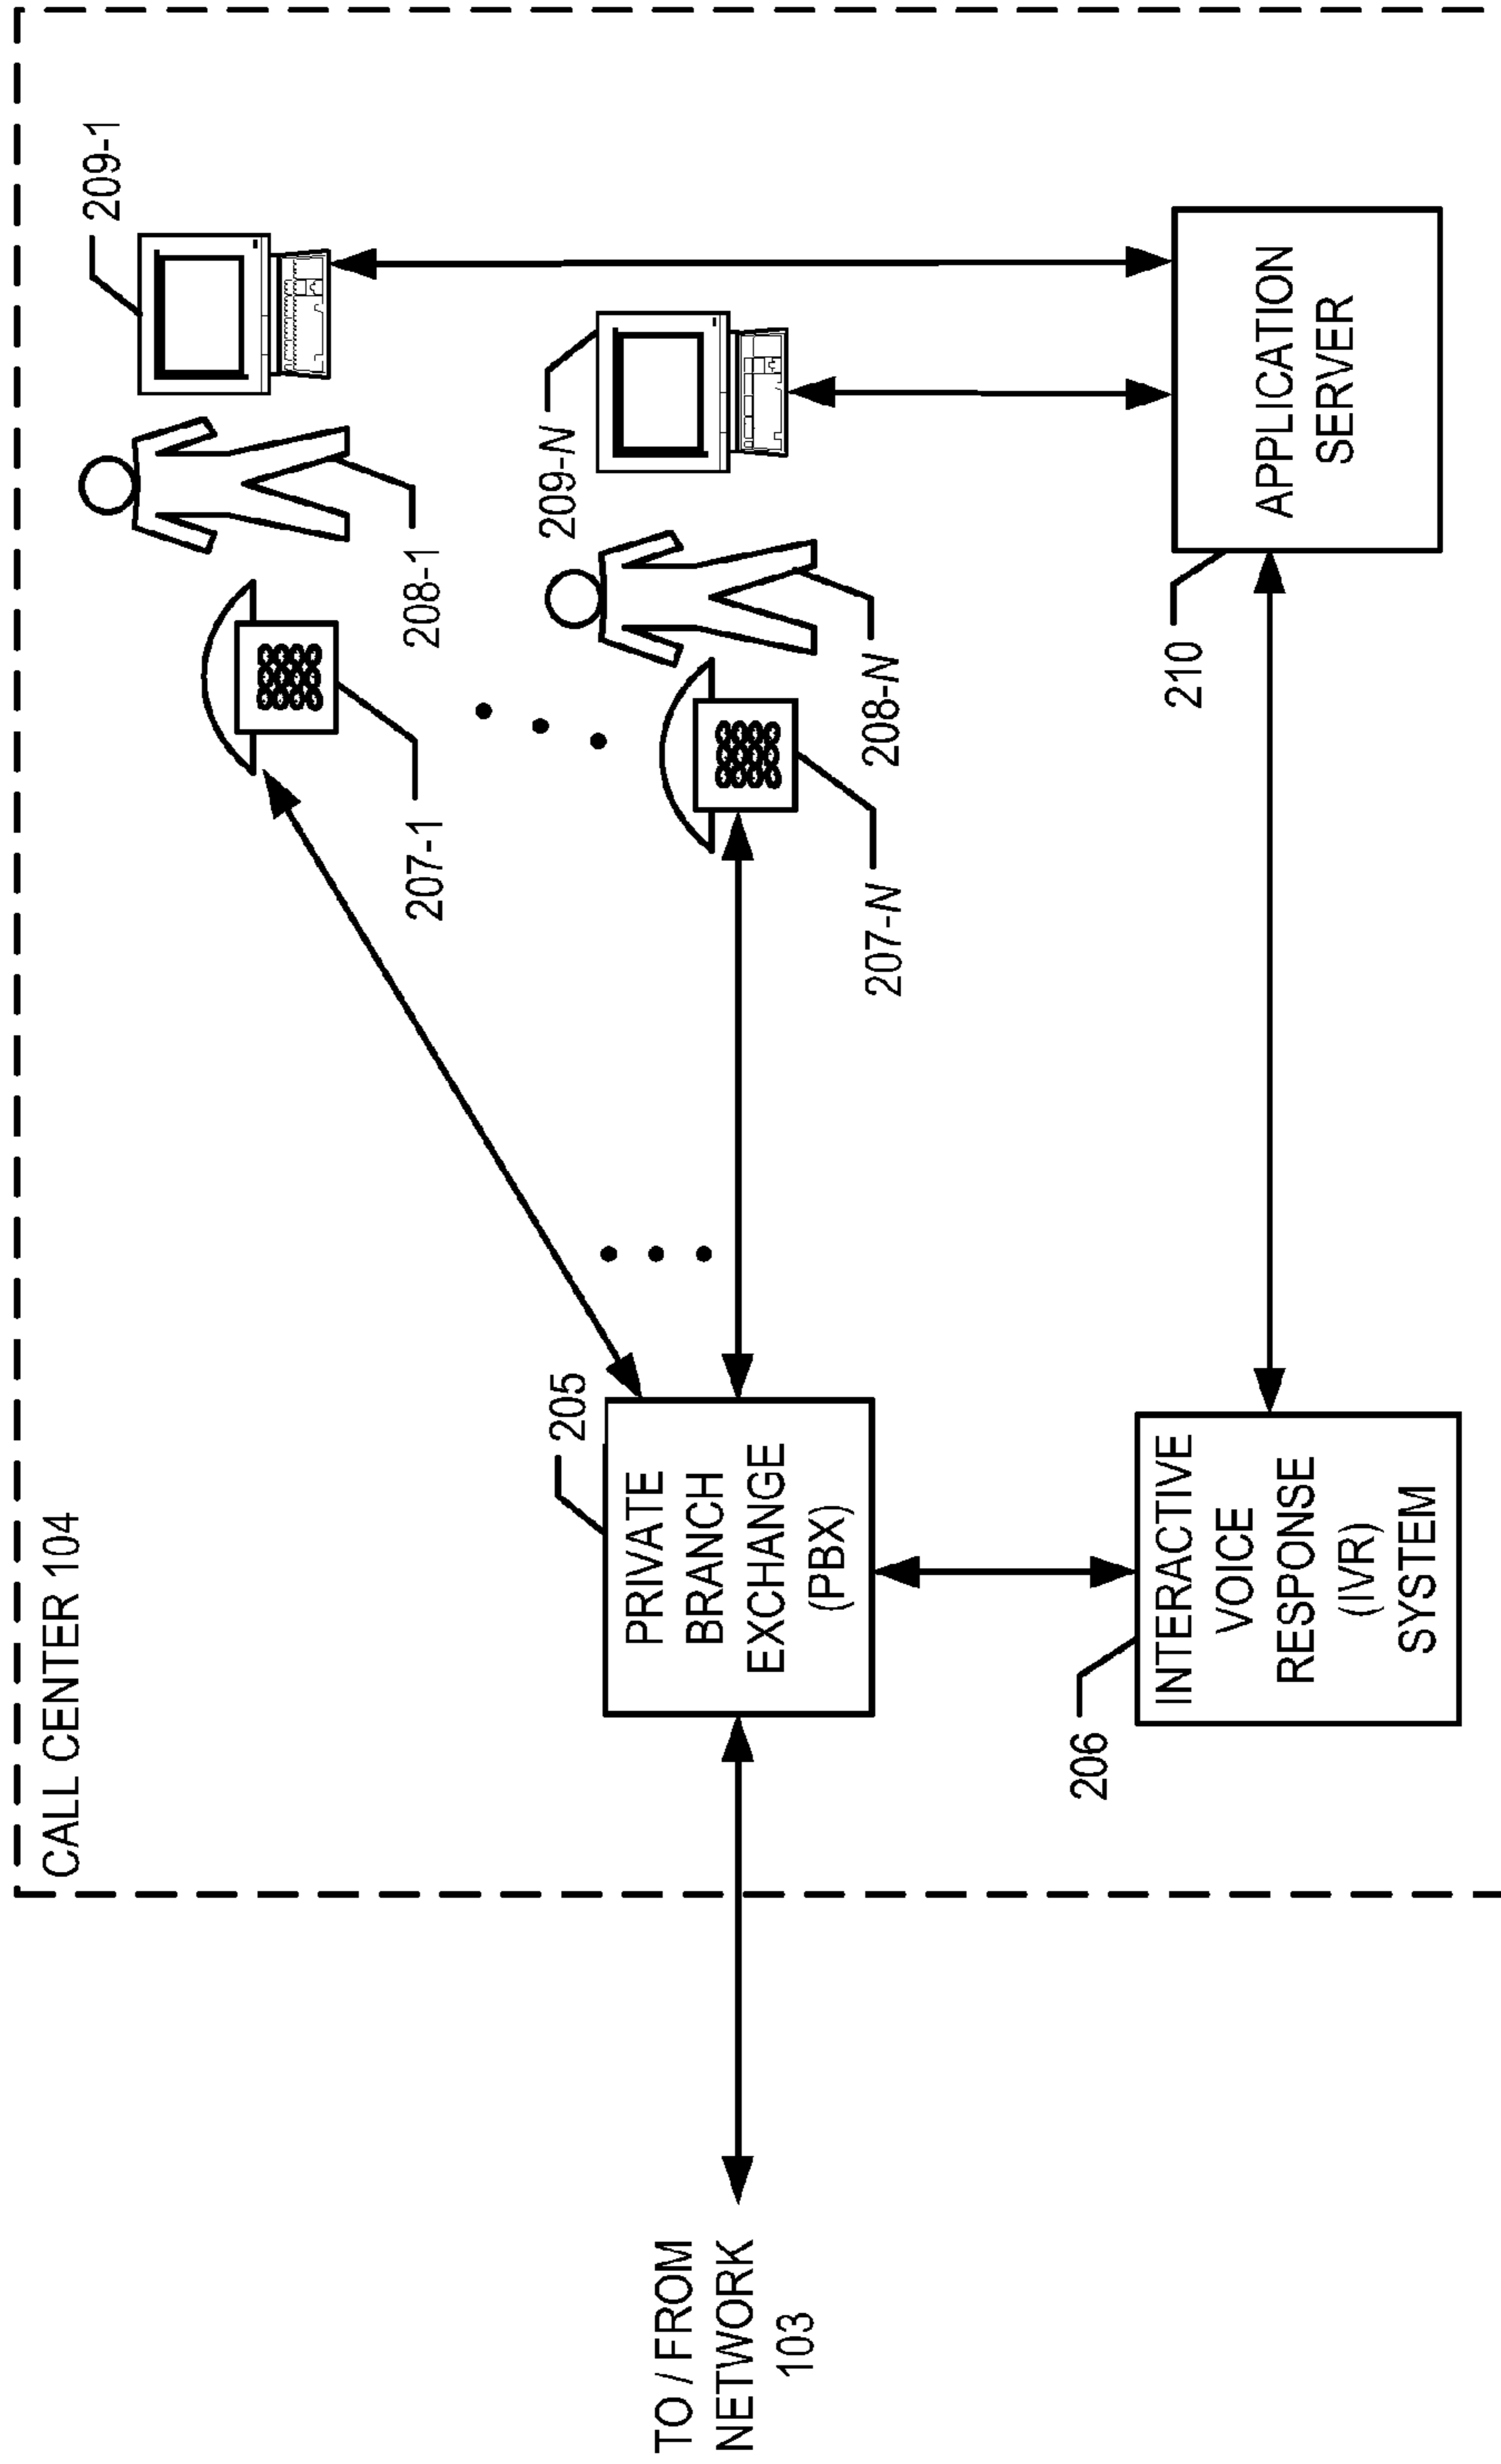 CALL CENTER 104
209-1
208-1
207-1
209-N
208-N
207-N
205
PRIVATE
BRANCH
EXCHANGE
(PBX)
TO / FROM
NETWORK
103
206
INTERACTIVE
VOICE
RESPONSE
(IVR)
SYSTEM
210
APPLICATION
SERVER